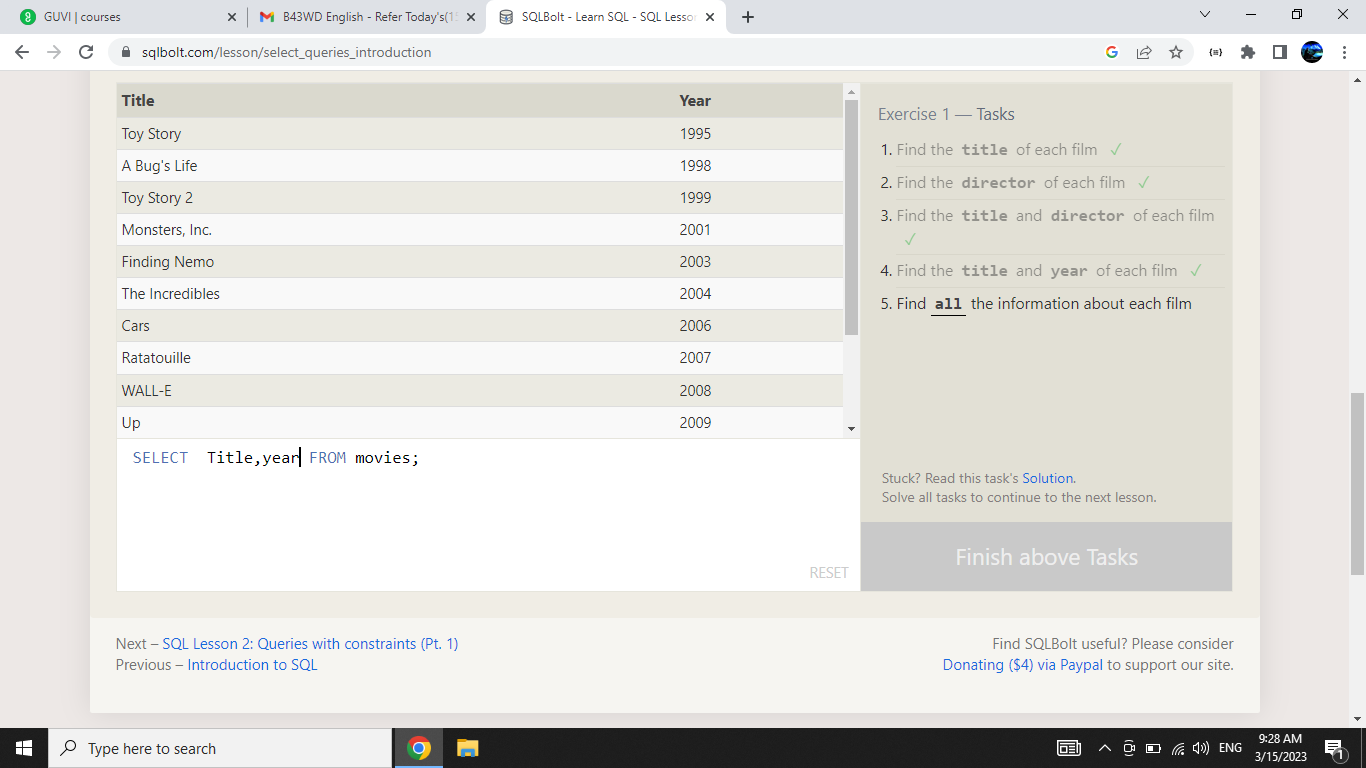 GUVI | courses
B43WD English - Refer Today's(1
SQLBolt - Learn SQL - SQL Lesso
sqlbolt.com/lesson/select_queries_introduction
Title Year
Toy Story 1995
A Bug's Life 1998
Toy Story 2 1999
Monsters, Inc. 2001
Finding Nemo 2003
The Incredibles 2004
Cars 2006
Ratatouille 2007
WALL-E 2008
Up 2009
SELECT Title,year FROM movies;
RESET
Exercise 1 — Tasks
1. Find the title of each film ✓
2. Find the director of each film ✓
3. Find the title and director of each film
✓
4. Find the title and year of each film ✓
5. Find all the information about each film
Stuck? Read this task's Solution.
Solve all tasks to continue to the next lesson.
Finish above Tasks
Next – SQL Lesson 2: Queries with constraints (Pt. 1)
Previous – Introduction to SQL
Find SQLBolt useful? Please consider
Donating ($4) via Paypal to support our site.
Type here to search
ENG
9:28 AM
3/15/2023
1